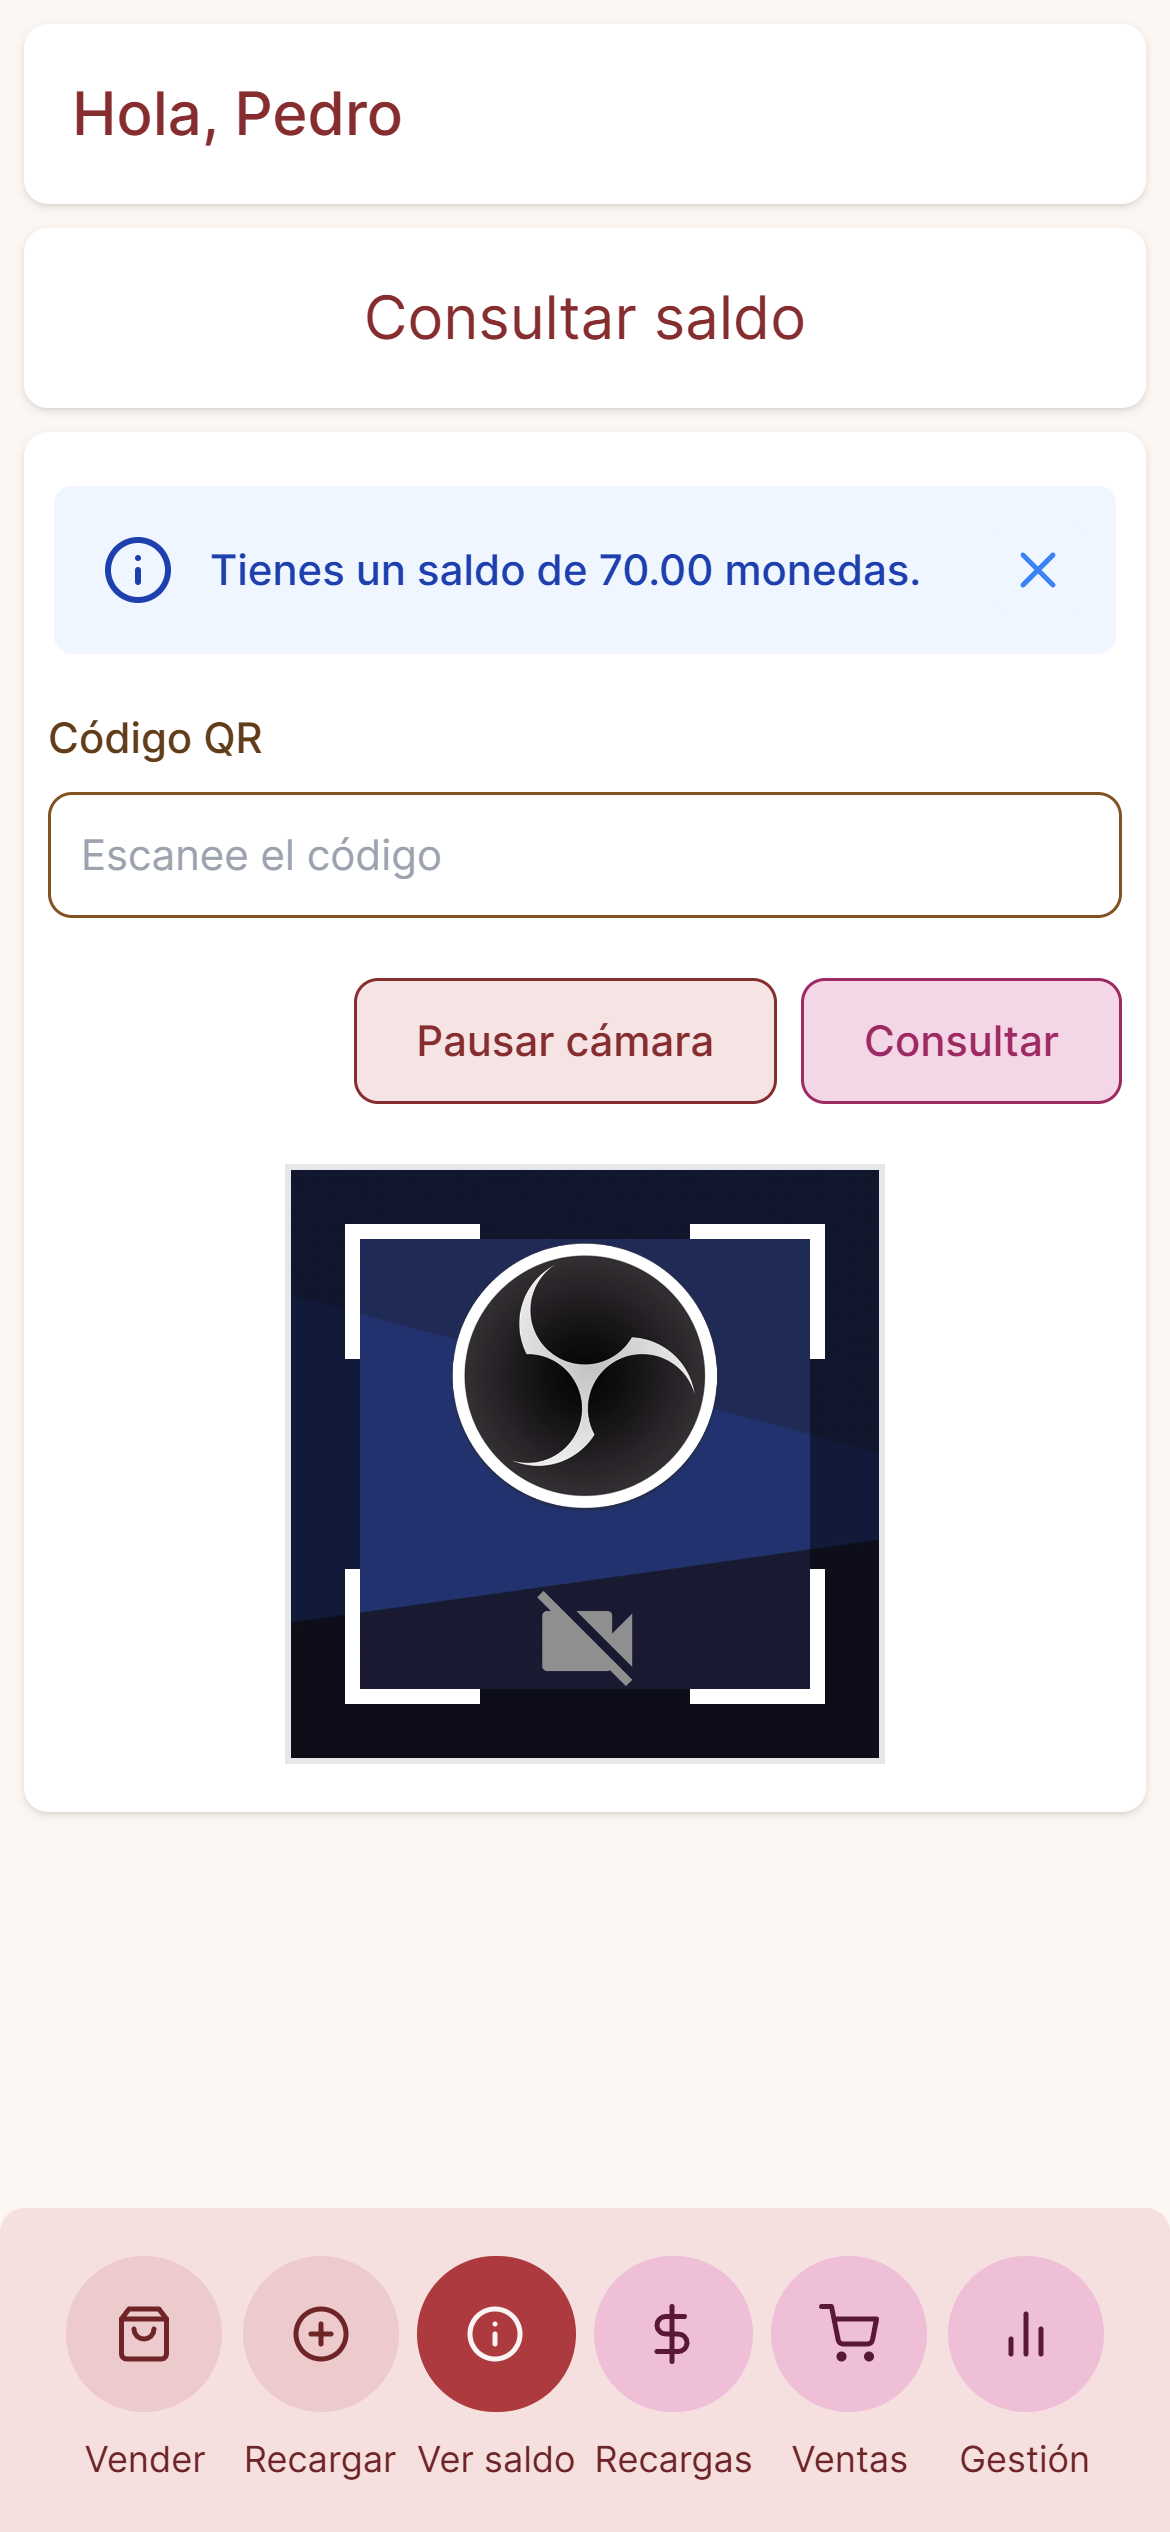 Hola, Pedro
Consultar saldo
Tienes un saldo de 70.00 monedas.
Código QR
Escanee el código
Pausar cámara
Consultar
Vender
Recargar
Ver saldo
Recargas
Ventas
Gestión